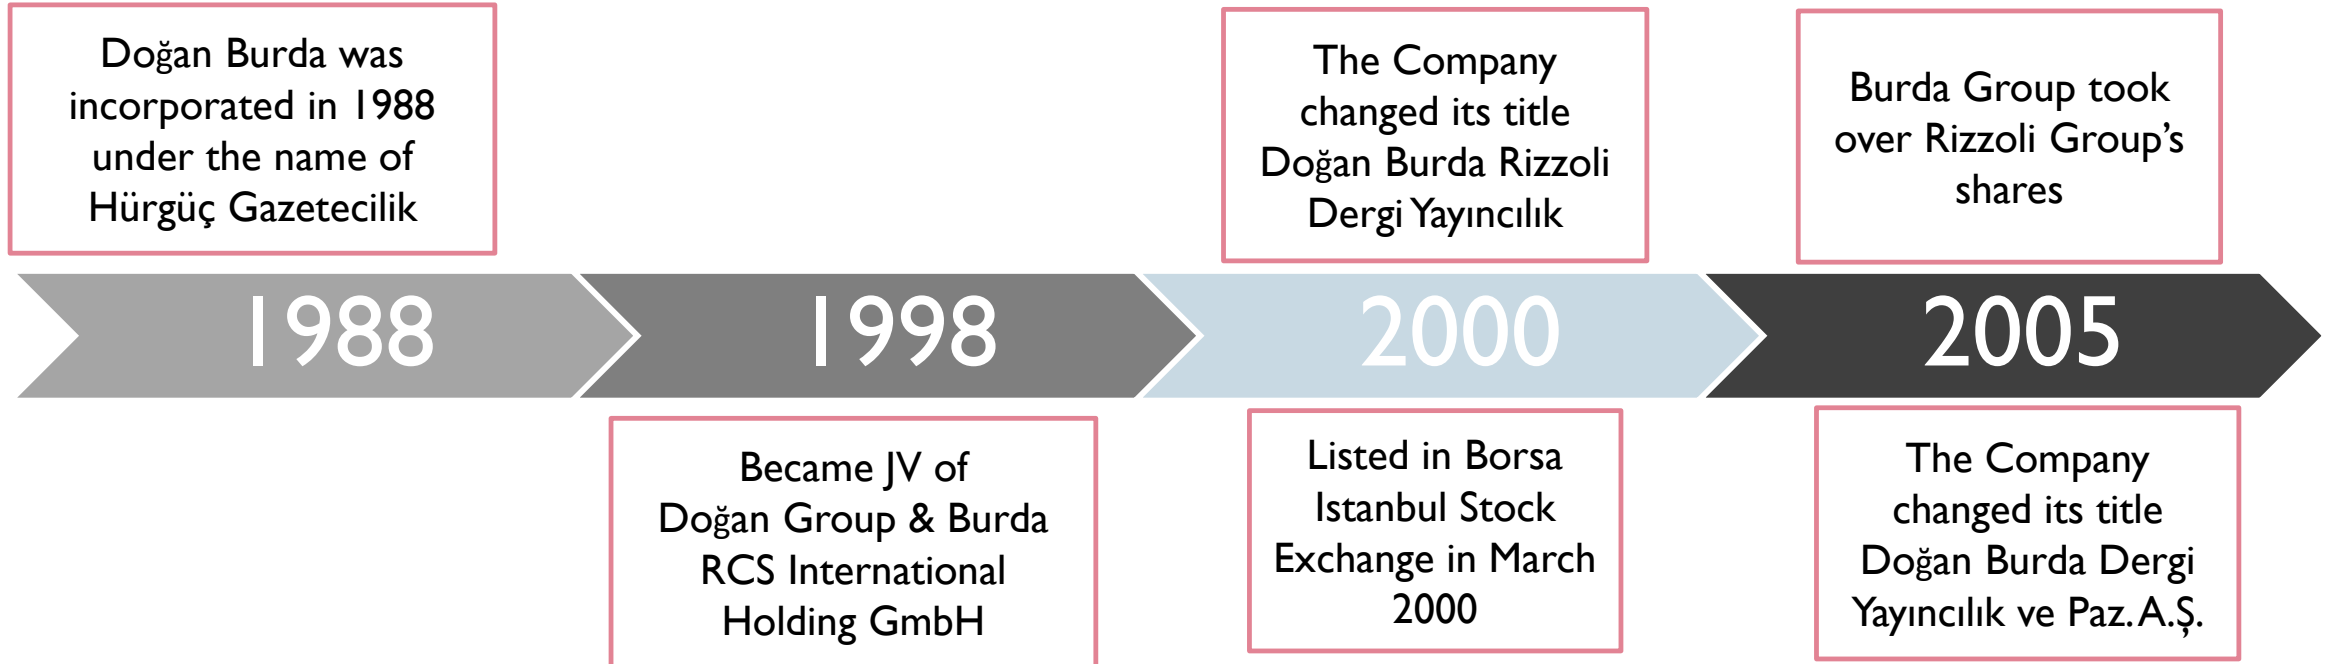 Doğan Burda was
incorporated in 1988
under the name of
Hürgüç Gazetecilik
The Company
changed its title
Doğan Burda Rizzoli
Dergi Yayıncılık
Burda Group took
over Rizzoli Group’s
shares
1988
1998
2000
2005
Became JV of
Doğan Group & Burda
RCS International
Holding GmbH
Listed in Borsa
Istanbul Stock
Exchange in March
2000
The Company
changed its title
Doğan Burda Dergi
Yayıncılık ve Paz. A.Ş.